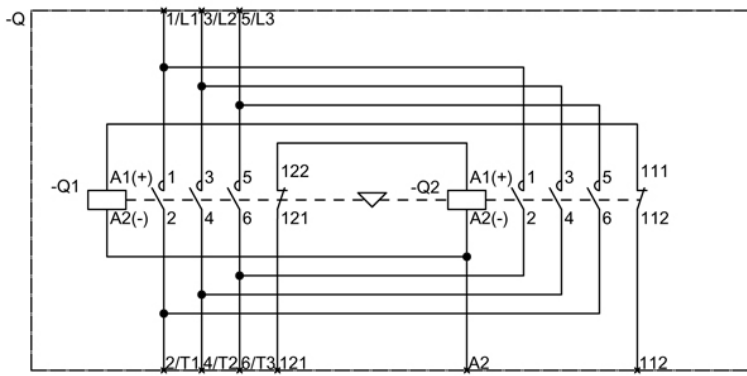 -Q 1/L1 3/L2 5/L3
122 111
A1(+) 1 3 5 A1(+) 1 3 5
-Q1 -Q2
A2(-) 2 4 6 121 A2(-) 2 4 6 112
2/T1 4/T2 6/T3 121 A2 112